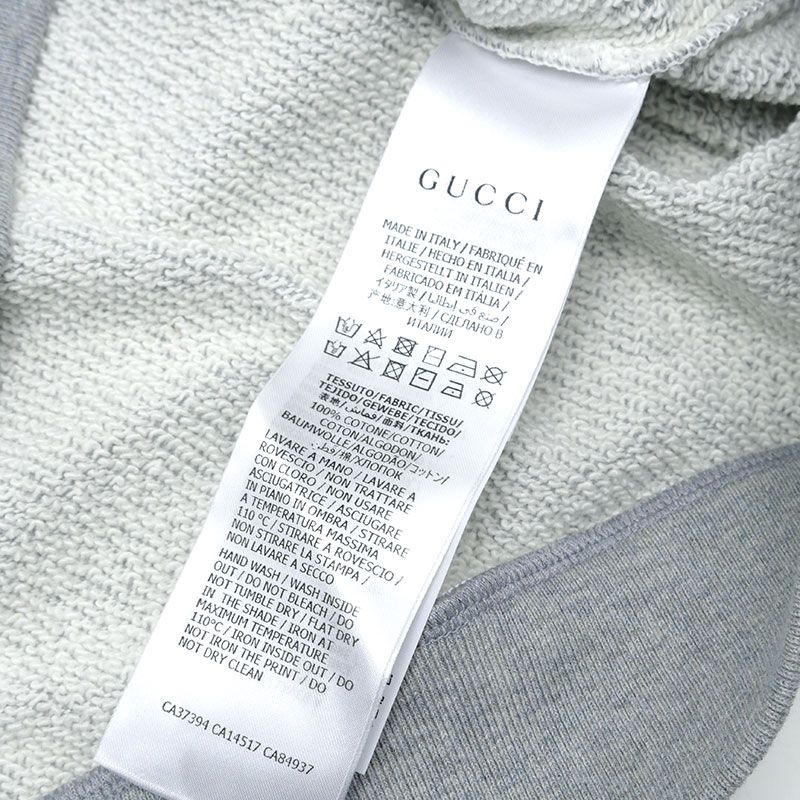 GUCCI
MADE IN ITALY / FABRIQUÉ EN
ITALIE / HECHO EN ITALIA /
HERGESTELLT IN ITALIEN /
FABRICADO EM ITÁLIA /
イタリア製 / صنع في إيطاليا /
产地:意大利 / СДЕЛАНО В
ИТАЛИИ
TESSUTO/FABRIC/TISSU/
TEJIDO/GEWEBE/TECIDO/
表地/قماش/面料/ТКАНЬ:
100% COTONE/COTTON/
COTON/ALGODON/
BAUMWOLLE/ALGODÃO/コットン/
قطن/棉/ХЛОПОК
LAVARE A MANO / LAVARE A
ROVESCIO / NON TRATTARE
CON CLORO / NON USARE
ASCIUGATRICE / ASCIUGARE
IN PIANO IN OMBRA / STIRARE
A TEMPERATURA MASSIMA
110 °C / STIRARE A ROVESCIO /
NON STIRARE LA STAMPA /
NON LAVARE A SECCO
HAND WASH / WASH INSIDE
OUT / DO NOT BLEACH / DO
NOT TUMBLE DRY / FLAT DRY
IN THE SHADE / IRON AT
MAXIMUM TEMPERATURE
110°C / IRON INSIDE OUT / DO
NOT IRON THE PRINT / DO
NOT DRY CLEAN
CA37394 CA14517 CA84937